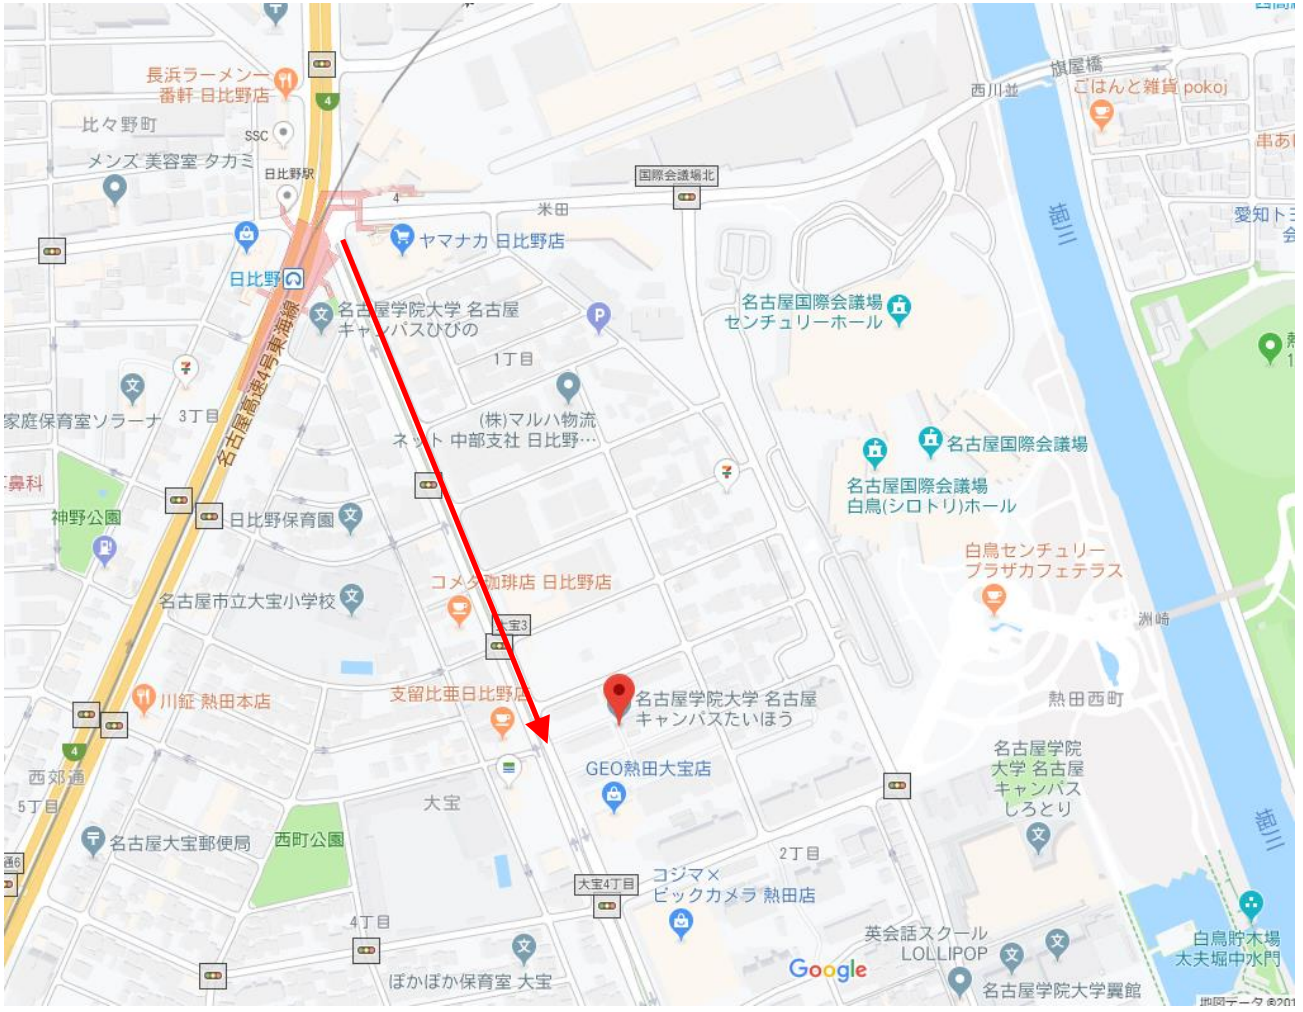 長浜ラーメン一
番軒 日比野店
4
比々野町
SSC
メンズ 美容室 タカミ
日比野駅
4
米田
国際会議場北
西川並
旗屋橋
ごはんと雑貨 pokoj
堀川
愛知ト
ヤマナカ 日比野店
日比野
名古屋高速4号東海線
名古屋学院大学 名古屋
キャンパスひびの
P
1丁目
名古屋国際会議場
センチュリーホール
家庭保育室ソラーナ
3丁目
(株)マルハ物流
ネット 中部支社 日比野…
名古屋国際会議場
名古屋国際会議場
白鳥(シロトリ)ホール
鼻科
神野公園
日比野保育園
白鳥センチュリー
プラザカフェテラス
コメダ珈琲店 日比野店
名古屋市立大宝小学校
大宝3
洲崎
川鉦 熱田本店
支留比亜日比野店
名古屋学院大学 名古屋
キャンパスたいほう
熱田西町
4
西郊通
5丁目
GEO熱田大宝店
名古屋学院
大学 名古屋
キャンパス
しろとり
大宝
名古屋大宝郵便局
西町公園
堀川
2丁目
通6
大宝4丁目
コジマ×
ビックカメラ 熱田店
4丁目
英会話スクール
LOLLIPOP
白鳥貯木場
太夫堀中水門
ぽかぽか保育室 大宝
Google
名古屋学院大学翼館
地図データ ©201